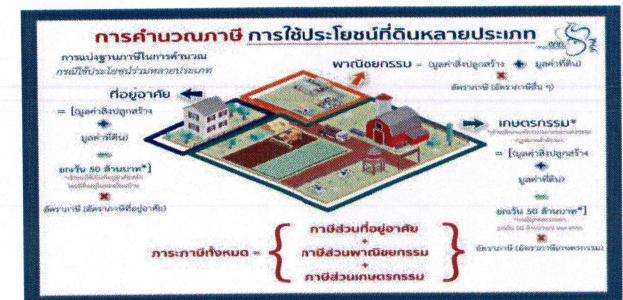 การคำนวณภาษี การใช้ประโยชน์ที่ดินหลายประเภท
การแบ่งฐานภาษีในการคำนวณ
กรณีใช้ประโยชน์ร่วมหลายประเภท
พาณิชยกรรม = (มูลค่าสิ่งปลูกสร้าง + มูลค่าที่ดิน)
×
อัตราภาษี (อัตราภาษีอื่น ๆ)
ที่อยู่อาศัย
= [(มูลค่าสิ่งปลูกสร้าง
+
มูลค่าที่ดิน)
-
ยกเว้น 50 ล้านบาท*]
×
อัตราภาษี (อัตราภาษีที่อยู่อาศัย)
เกษตรกรรม*
= [(มูลค่าสิ่งปลูกสร้าง
+
มูลค่าที่ดิน)
-
ยกเว้น 50 ล้านบาท*]
×
อัตราภาษี (อัตราภาษีเกษตรกรรม)
ภาระภาษีทั้งหมด = { ภาษีส่วนที่อยู่อาศัย
+
ภาษีส่วนพาณิชยกรรม
+
ภาษีส่วนเกษตรกรรม }